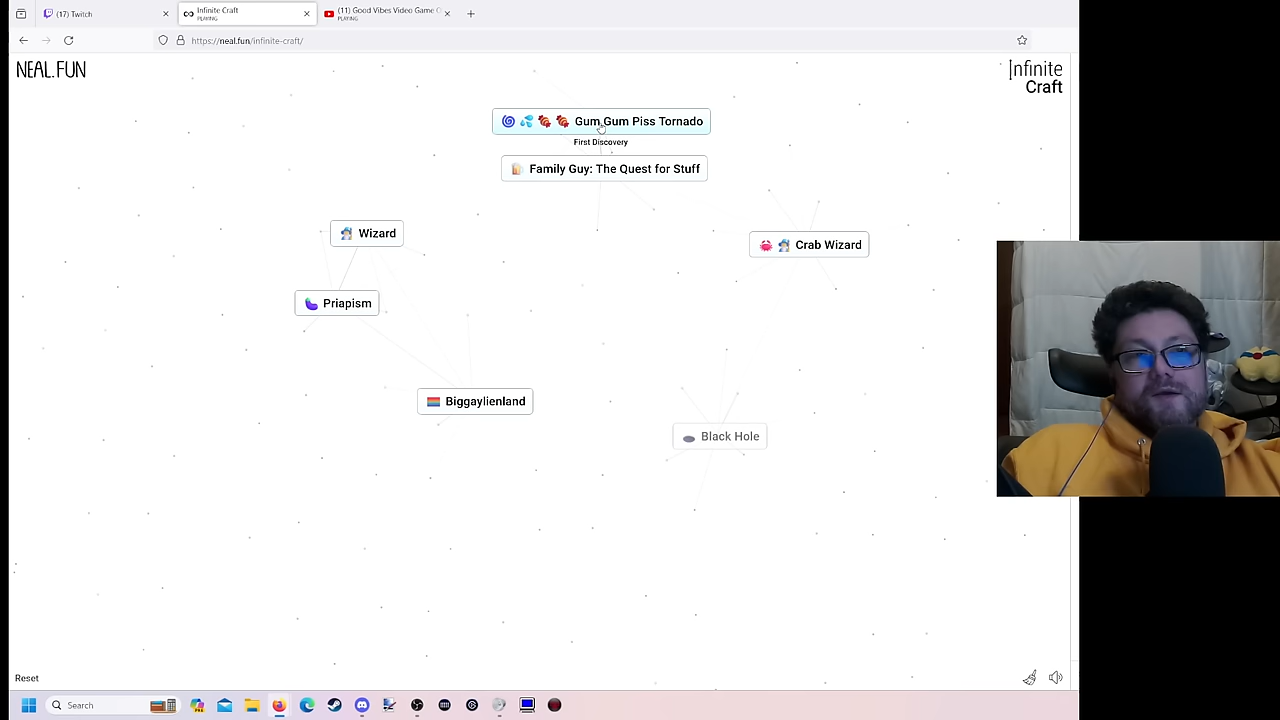 (17) Twitch
Infinite Craft
PLAYING
(11) Good Vibes Video Game
PLAYING
https://neal.fun/infinite-craft/
NEAL.FUN
Infinite
Craft
Gum Gum Piss Tornado
First Discovery
Family Guy: The Quest for Stuff
Wizard
Crab Wizard
Priapism
Biggaylienland
Black Hole
Reset
Search